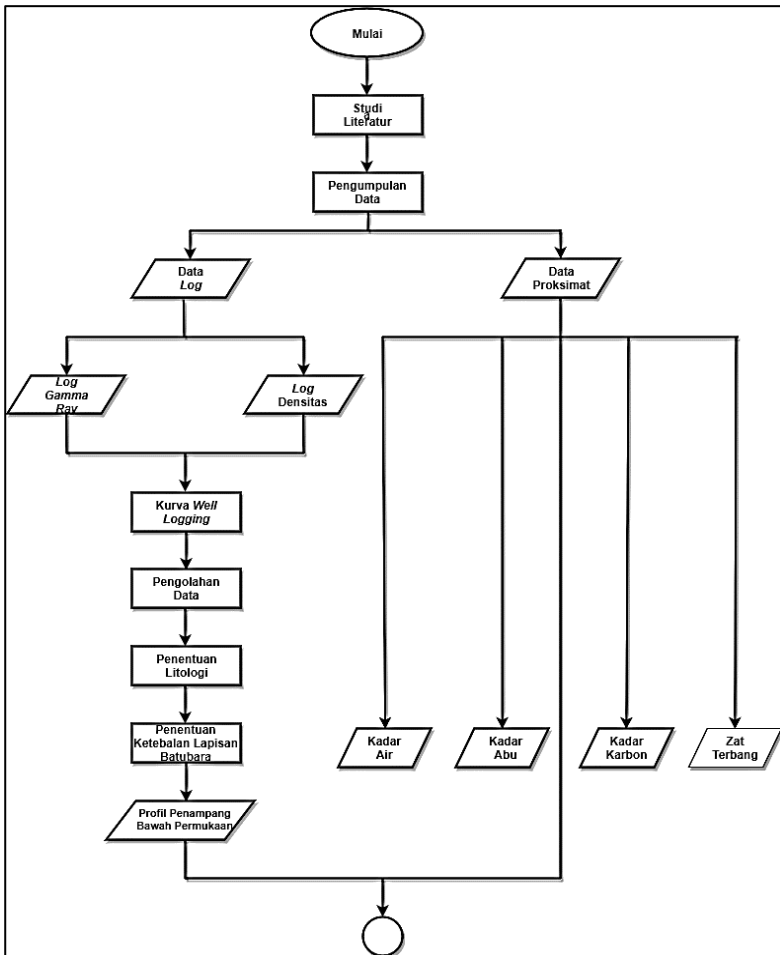 Mulai
Studi
a
Literatur
Pengumpulan
Data
Data
Log
Data
Proksimat
Log
Gamma
Ray
Log
Densitas
Kurva Well
Logging
Pengolahan
Data
Penentuan
Litologi
Penentuan
Ketebalan Lapisan
Batubara
Kadar
Air
Kadar
Abu
Kadar
Karbon
Zat
Terbang
Profil Penampang
Bawah Permukaan